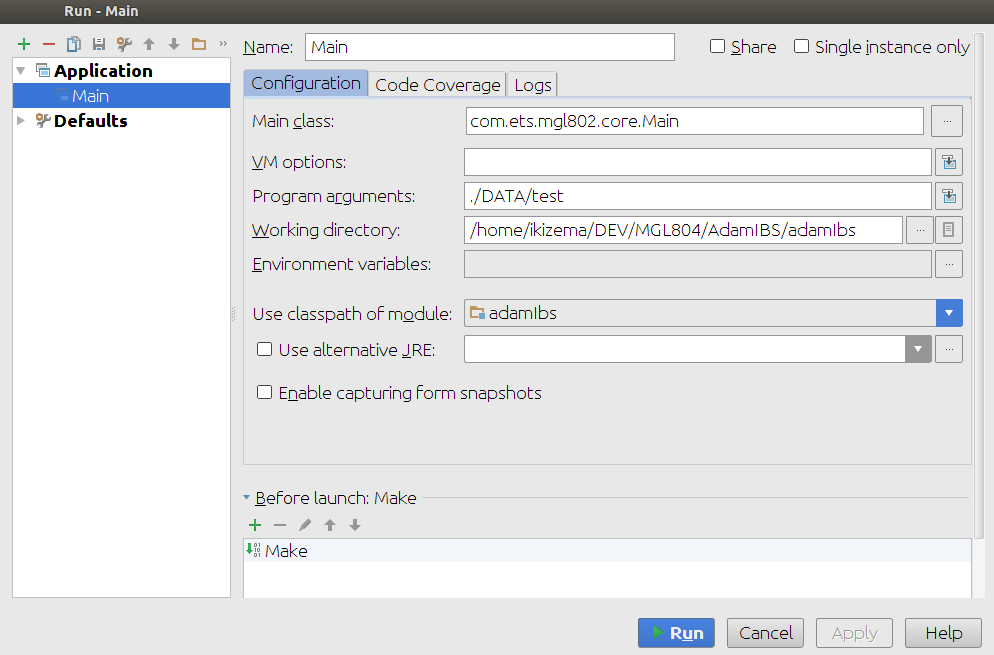 Run - Main
Application
Main
Defaults
Name: Main
Share
Single instance only
Configuration Code Coverage Logs
Main class: com.ets.mgl802.core.Main ...
VM options:
Program arguments: ./DATA/test
Working directory: /home/ikizema/DEV/MGL804/AdamIBS/adamIbs ...
Environment variables: ...
Use classpath of module: adamIbs
Use alternative JRE: ...
Enable capturing form snapshots
Before launch: Make
Make
Run Cancel Apply Help